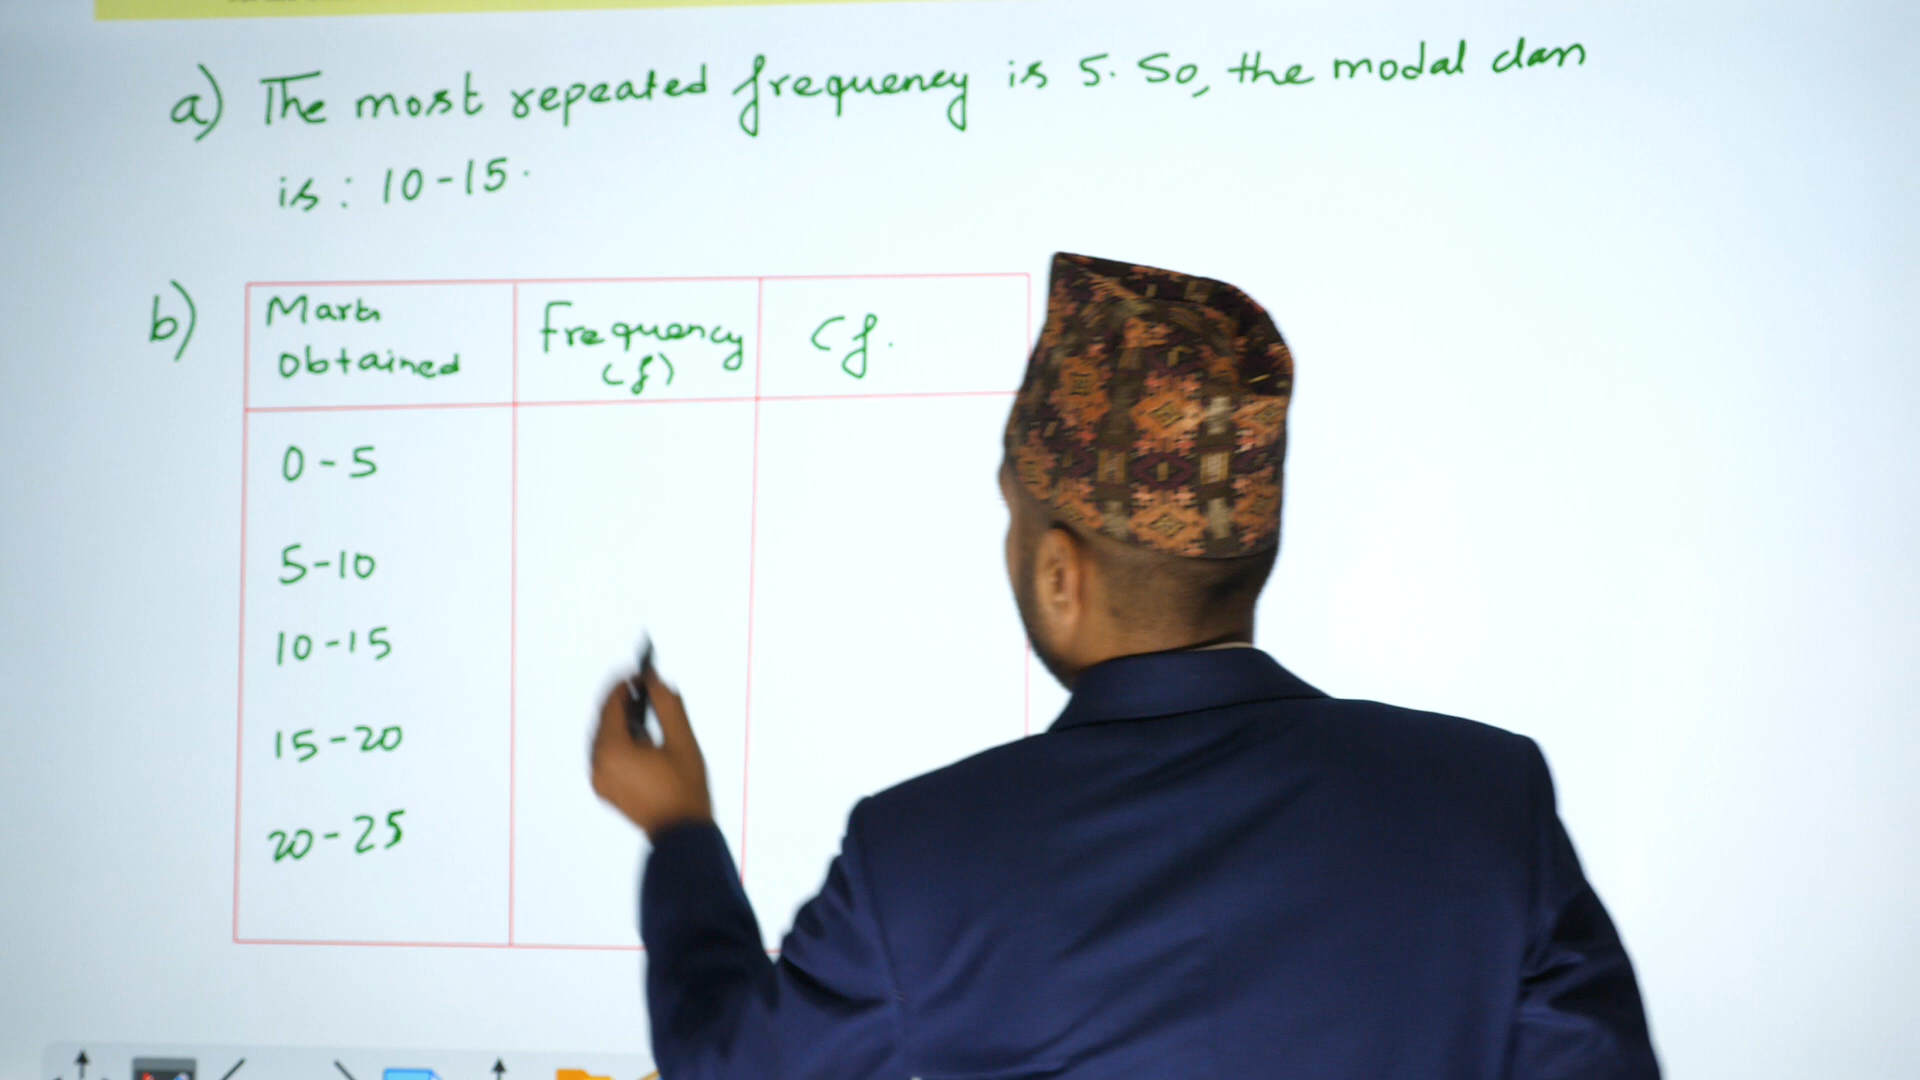 a) The most repeated frequency is 5. So, the modal class
is : 10-15.
b)
Marks
Obtained
Frequency
(f)
Cf.
0-5
5-10
10-15
15-20
20-25